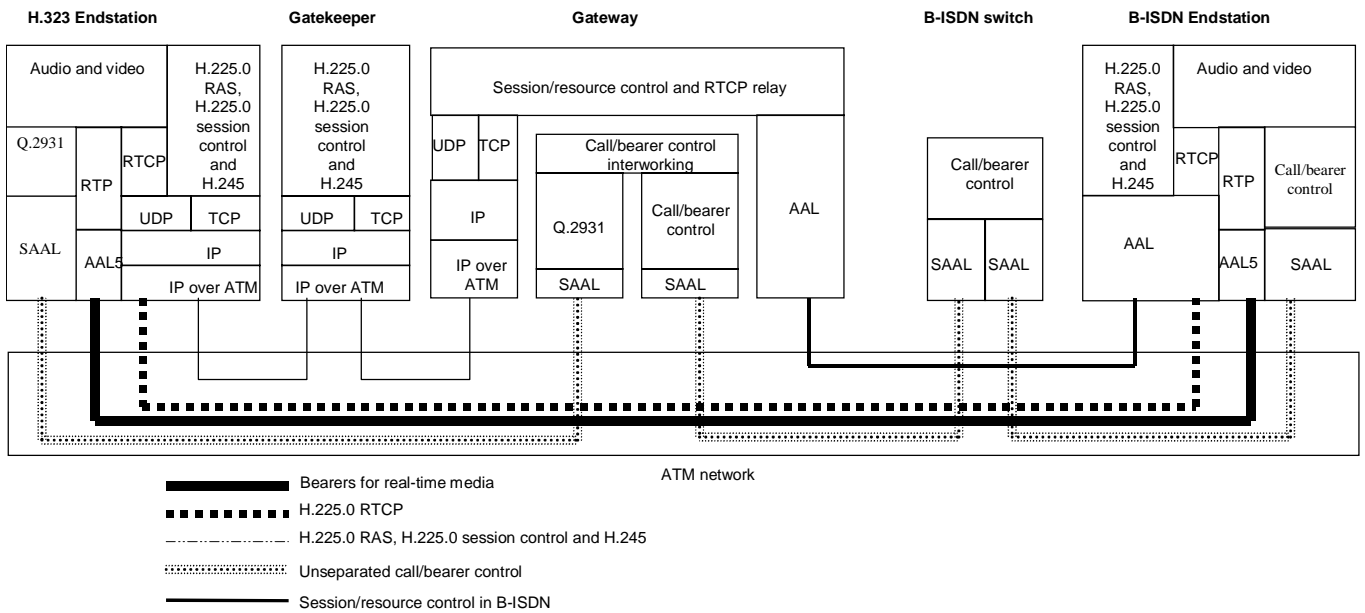 H.323 Endstation
Gatekeeper
Gateway
B-ISDN switch
B-ISDN Endstation
Audio and video
H.225.0
RAS,
H.225.0
session
control
and
H.245
Q.2931
RTP
RTCP
UDP
TCP
SAAL
AAL5
IP
IP over ATM
H.225.0
RAS,
H.225.0
session
control
and
H.245
UDP
TCP
IP
IP over ATM
Session/resource control and RTCP relay
UDP
TCP
IP
IP over
ATM
Call/bearer control
interworking
Q.2931
Call/bearer
control
SAAL
SAAL
AAL
Call/bearer
control
SAAL
SAAL
H.225.0
RAS,
H.225.0
session
control
and
H.245
Audio and video
RTCP
RTP
Call/bearer
control
AAL
AAL5
SAAL
ATM network
Bearers for real-time media
H.225.0 RTCP
H.225.0 RAS, H.225.0 session control and H.245
Unseparated call/bearer control
Session/resource control in B-ISDN